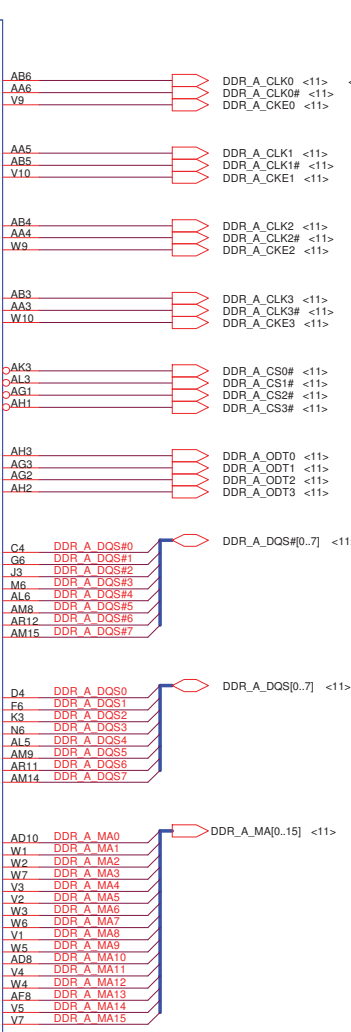 AB6 DDR_A_CLK0 <11>
AA6 DDR_A_CLK0# <11>
V9 DDR_A_CKE0 <11>
AA5 DDR_A_CLK1 <11>
AB5 DDR_A_CLK1# <11>
V10 DDR_A_CKE1 <11>
AB4 DDR_A_CLK2 <11>
AA4 DDR_A_CLK2# <11>
W9 DDR_A_CKE2 <11>
AB3 DDR_A_CLK3 <11>
AA3 DDR_A_CLK3# <11>
W10 DDR_A_CKE3 <11>
AK3 DDR_A_CS0# <11>
AL3 DDR_A_CS1# <11>
AG1 DDR_A_CS2# <11>
AH1 DDR_A_CS3# <11>
AH3 DDR_A_ODT0 <11>
AG3 DDR_A_ODT1 <11>
AG2 DDR_A_ODT2 <11>
AH2 DDR_A_ODT3 <11>
DDR_A_DQS#[0..7] <11
C4 DDR_A_DQS#0
G6 DDR_A_DQS#1
J3 DDR_A_DQS#2
M6 DDR_A_DQS#3
AL6 DDR_A_DQS#4
AM8 DDR_A_DQS#5
AR12 DDR_A_DQS#6
AM15 DDR_A_DQS#7
DDR_A_DQS[0..7] <11>
D4 DDR_A_DQS0
F6 DDR_A_DQS1
K3 DDR_A_DQS2
N6 DDR_A_DQS3
AL5 DDR_A_DQS4
AM9 DDR_A_DQS5
AR11 DDR_A_DQS6
AM14 DDR_A_DQS7
DDR_A_MA[0..15] <11>
AD10 DDR_A_MA0
W1 DDR_A_MA1
W2 DDR_A_MA2
W7 DDR_A_MA3
V3 DDR_A_MA4
V2 DDR_A_MA5
W3 DDR_A_MA6
W6 DDR_A_MA7
V1 DDR_A_MA8
W5 DDR_A_MA9
AD8 DDR_A_MA10
V4 DDR_A_MA11
W4 DDR_A_MA12
AF8 DDR_A_MA13
V5 DDR_A_MA14
V7 DDR_A_MA15